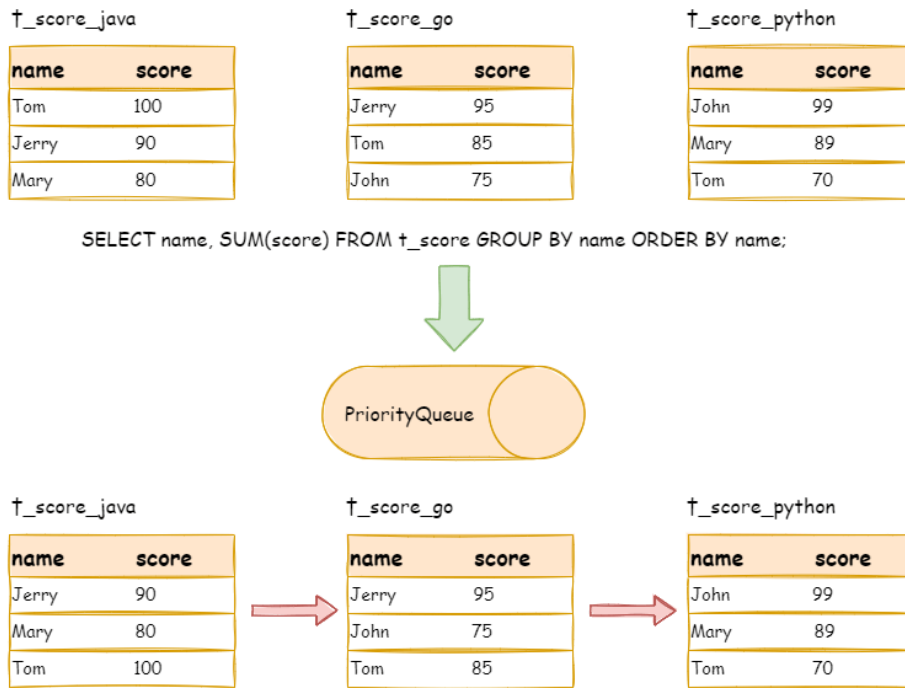 t_score_java t_score_go t_score_python
name score name score name score
Tom 100 Jerry 95 John 99
Jerry 90 Tom 85 Mary 89
Mary 80 John 75 Tom 70
SELECT name, SUM(score) FROM t_score GROUP BY name ORDER BY name;
PriorityQueue
t_score_java t_score_go t_score_python
name score name score name score
Jerry 90 Jerry 95 John 99
Mary 80 John 75 Mary 89
Tom 100 Tom 85 Tom 70